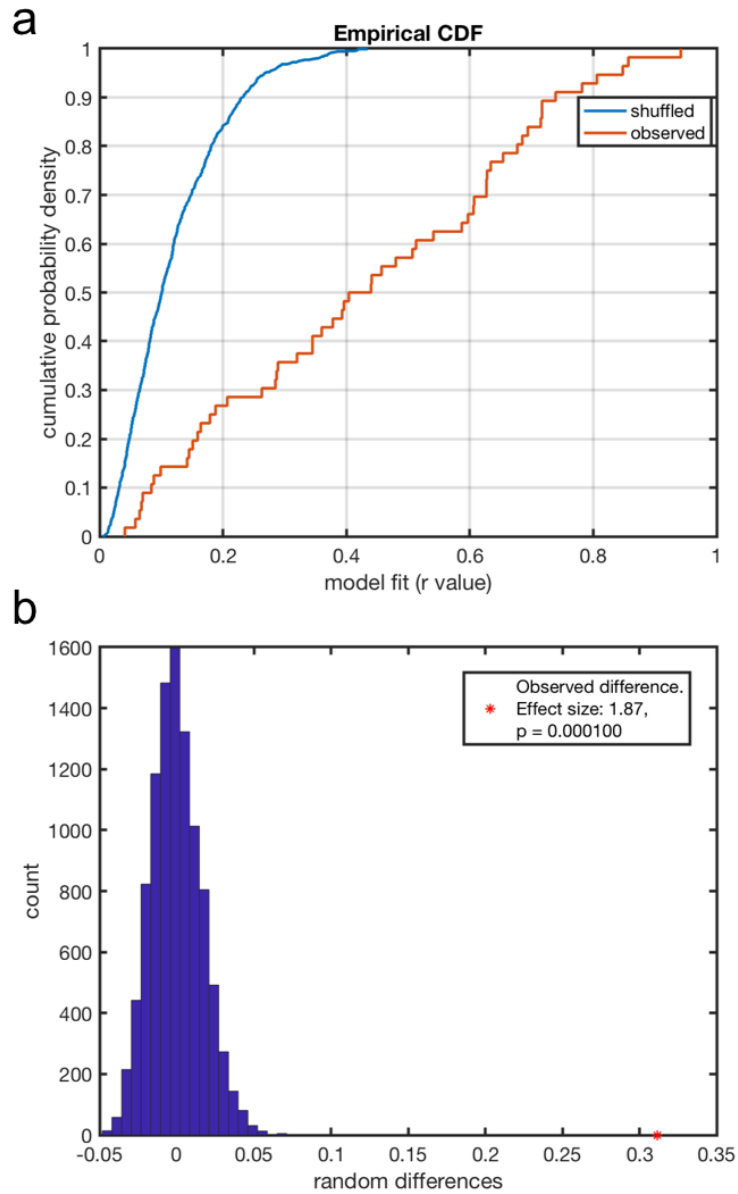 a
Empirical CDF
1
0.9
0.8
0.7
0.6
0.5
0.4
0.3
0.2
0.1
0
cumulative probability density
shuffled
observed
0
0.2
0.4
0.6
0.8
1
model fit (r value)
b
1600
1400
1200
1000
800
600
400
200
0
count
Observed difference.
Effect size: 1.87,
p = 0.000100
-0.05
0
0.05
0.1
0.15
0.2
0.25
0.3
0.35
random differences